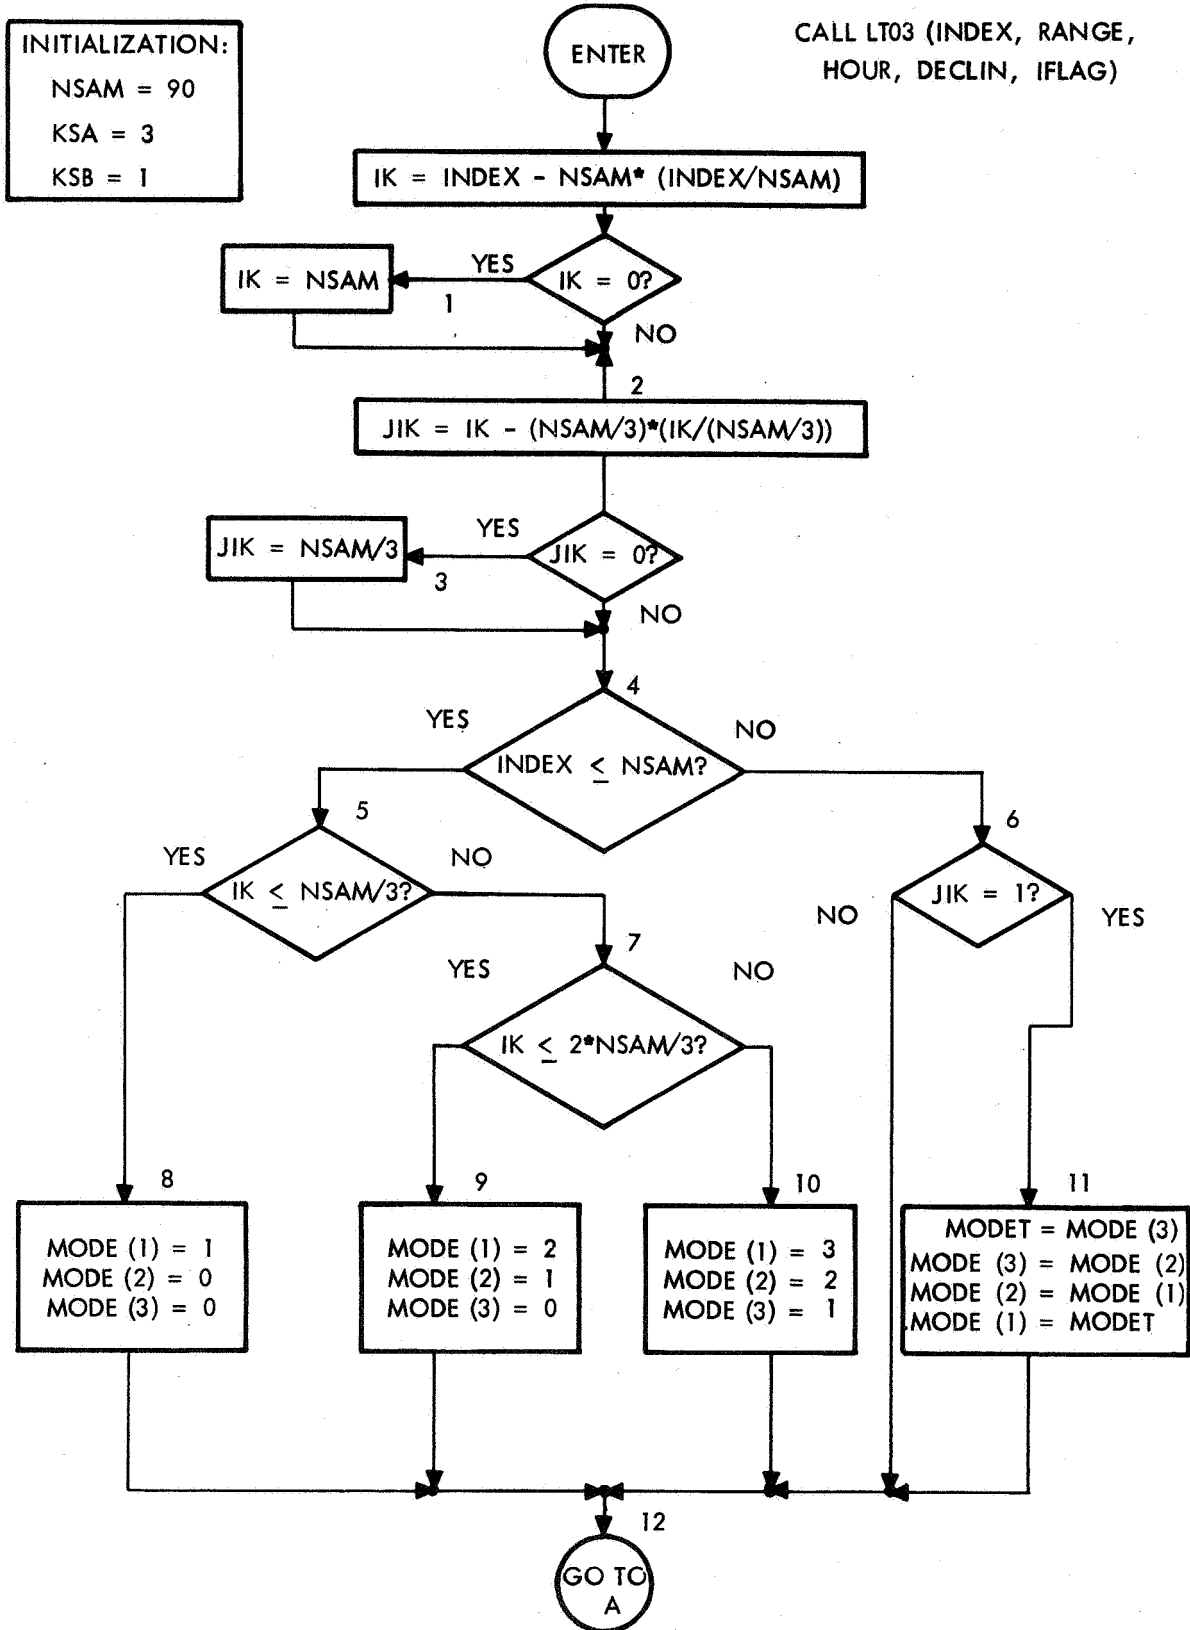 INITIALIZATION:
NSAM = 90
KSA = 3
KSB = 1
ENTER
CALL LT03 (INDEX, RANGE,
HOUR, DECLIN, IFLAG)
IK = INDEX - NSAM* (INDEX/NSAM)
IK = NSAM
YES
1
IK = 0?
NO
2
JIK = IK - (NSAM/3)*(IK/(NSAM/3))
JIK = NSAM/3
YES
3
JIK = 0?
NO
4
YES
NO
INDEX ≤ NSAM?
5
6
YES
NO
IK ≤ NSAM/3?
JIK = 1?
NO
YES
7
YES
NO
IK ≤ 2*NSAM/3?
8
9
10
11
MODE (1) = 1
MODE (2) = 0
MODE (3) = 0
MODE (1) = 2
MODE (2) = 1
MODE (3) = 0
MODE (1) = 3
MODE (2) = 2
MODE (3) = 1
MODET = MODE (3)
MODE (3) = MODE (2)
MODE (2) = MODE (1)
MODE (1) = MODET
12
GO TO
A